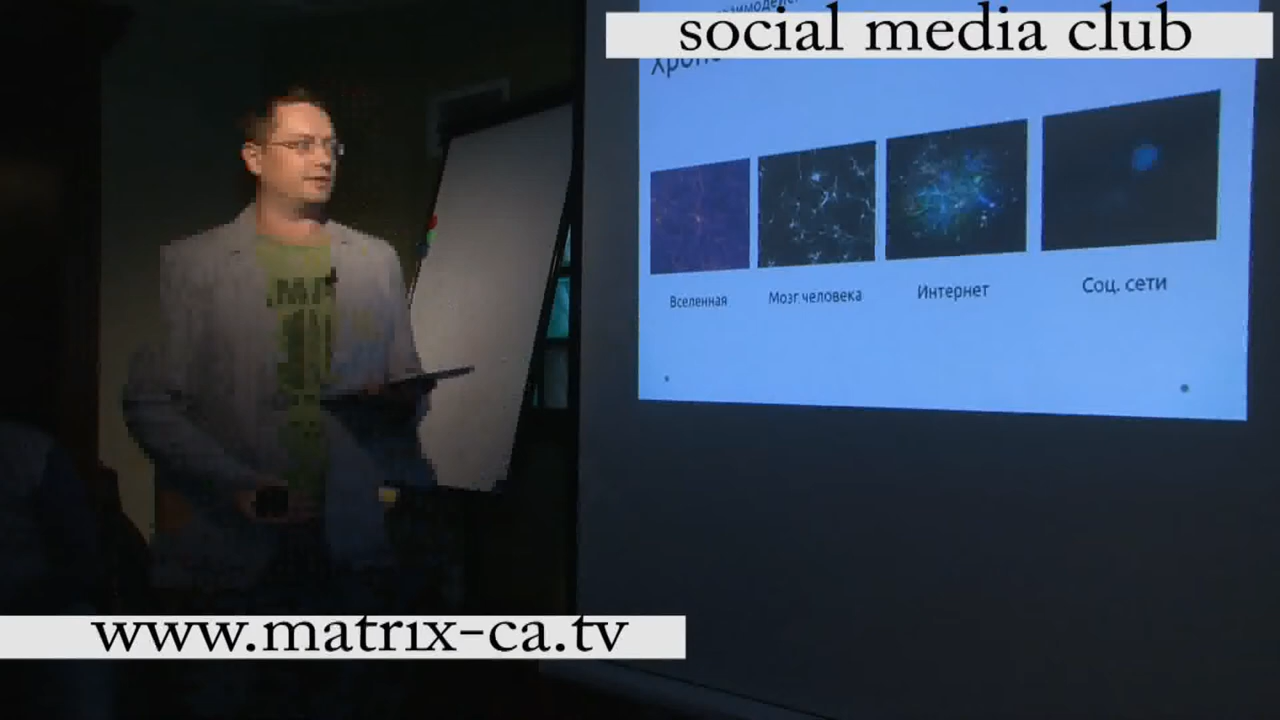 social media club
Вселенная
Мозг человека
Интернет
Соц. сети
www.matrix-ca.tv